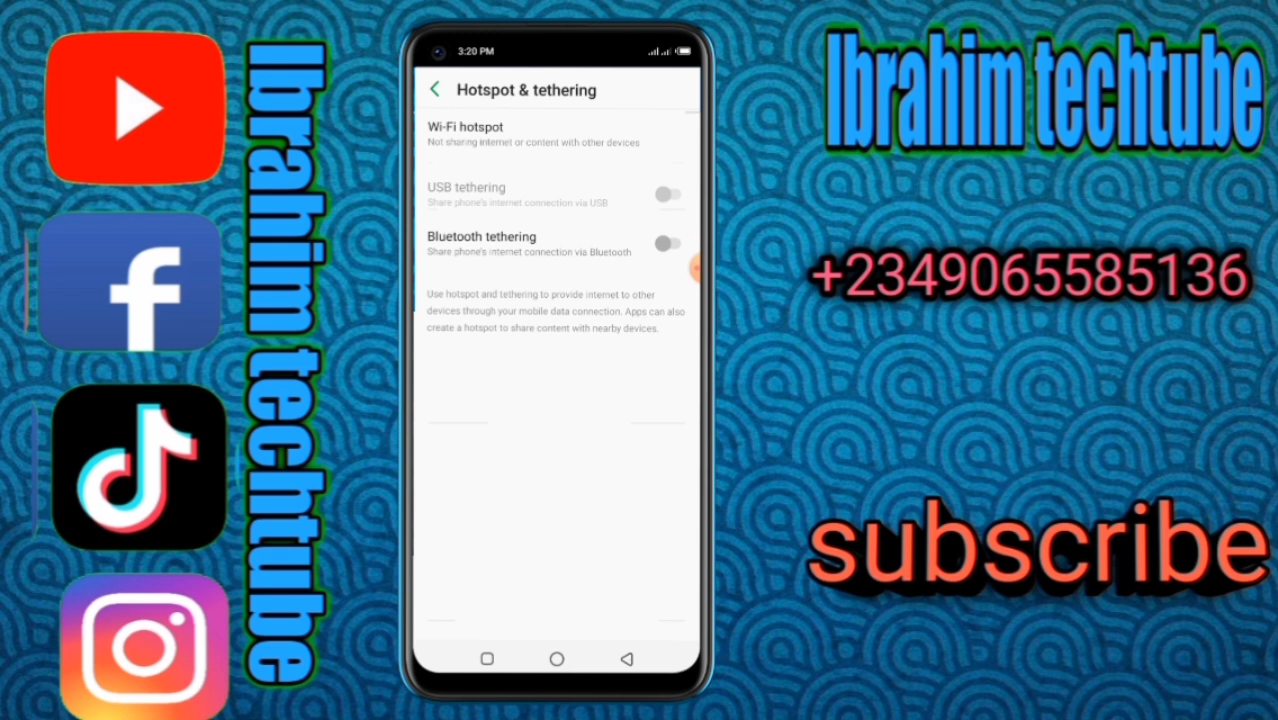 Ibrahim techtube
3:20 PM
Hotspot & tethering
Wi-Fi hotspot
Not sharing internet or content with other devices
USB tethering
Share phone's internet connection via USB
Bluetooth tethering
Share phone's internet connection via Bluetooth
Use hotspot and tethering to provide internet to other
devices through your mobile data connection. Apps can also
create a hotspot to share content with nearby devices.
Ibrahim techtube
+2349065585136
subscribe